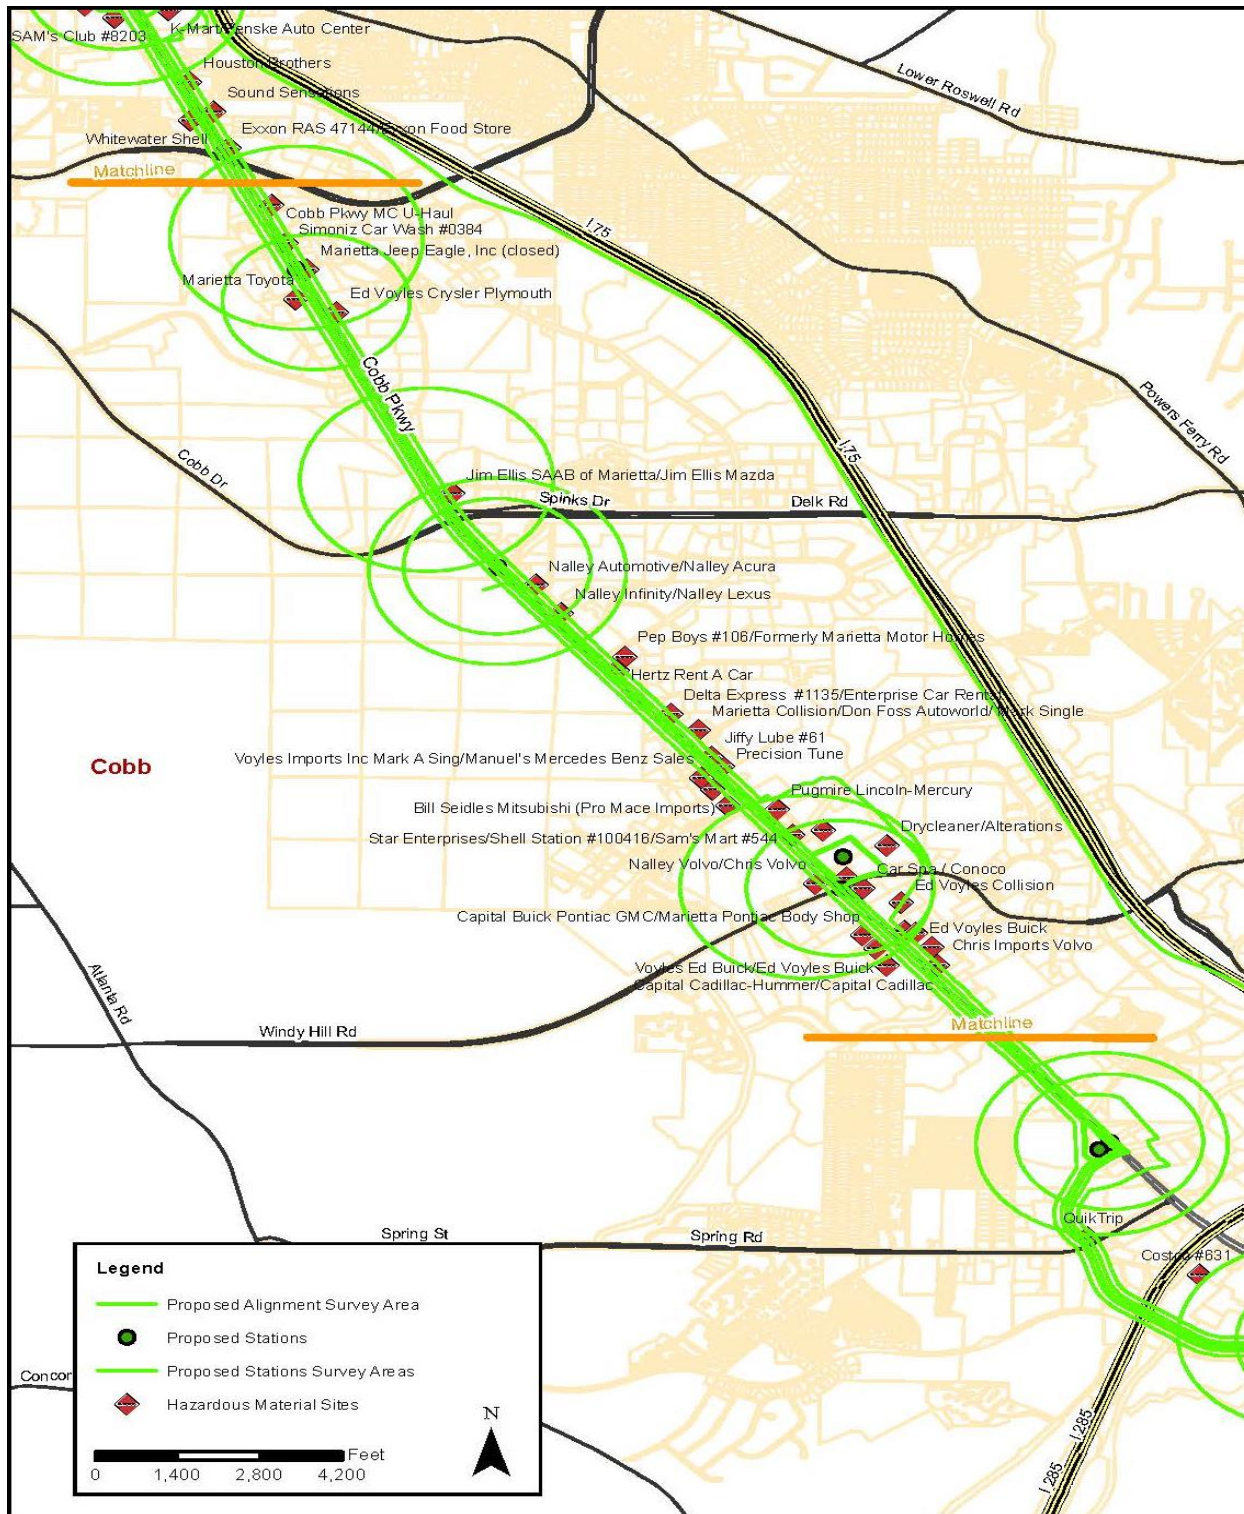 K-Mart/Penske Auto Center
SAM's Club #8203
Houston Brothers
Lower Roswell Rd
Sound Sensations
Exxon RAS 47144/Exxon Food Store
Whitewater Shell
Matchline
Cobb Pkwy MC U-Haul
Simoniz Car Wash #0384
I.75
Marietta Jeep Eagle, Inc (closed)
Marietta Toyota
Ed Voyles Crysler Plymouth
Cobb Pkwy
Powers Ferry Rd
I.75
Cobb Dr
Jim Ellis SAAB of Marietta/Jim Ellis Mazda
Spinks Dr
Delk Rd
Nalley Automotive/Nalley Acura
Nalley Infinity/Nalley Lexus
Pep Boys #106/Formerly Marietta Motor Homes
Hertz Rent A Car
Delta Express #1135/Enterprise Car Rental
Marietta Collision/Don Foss Autoworld/ Mark Single
Jiffy Lube #61
Precision Tune
Voyles Imports Inc Mark A Sing/Manuel's Mercedes Benz Sales
Cobb
Pugmire Lincoln-Mercury
Bill Seidles Mitsubishi (Pro Mace Imports)
Drycleaner/Alterations
Star Enterprises/Shell Station #100416/Sam's Mart #544
Nalley Volvo/Chris Volvo
Car Spa / Conoco
Ed Voyles Collision
Capital Buick Pontiac GMC/Marietta Pontiac Body Shop
Ed Voyles Buick
Chris Imports Volvo
Voyles Ed Buick/Ed Voyles Buick
Capital Cadillac-Hummer/Capital Cadillac
Atlanta Rd
Windy Hill Rd
Matchline
QuikTrip
Spring St
Spring Rd
Costco #631
Legend
Proposed Alignment Survey Area
Proposed Stations
Proposed Stations Survey Areas
Hazardous Material Sites
Concor
N
Feet
0 1,400 2,800 4,200
I.285
I.285